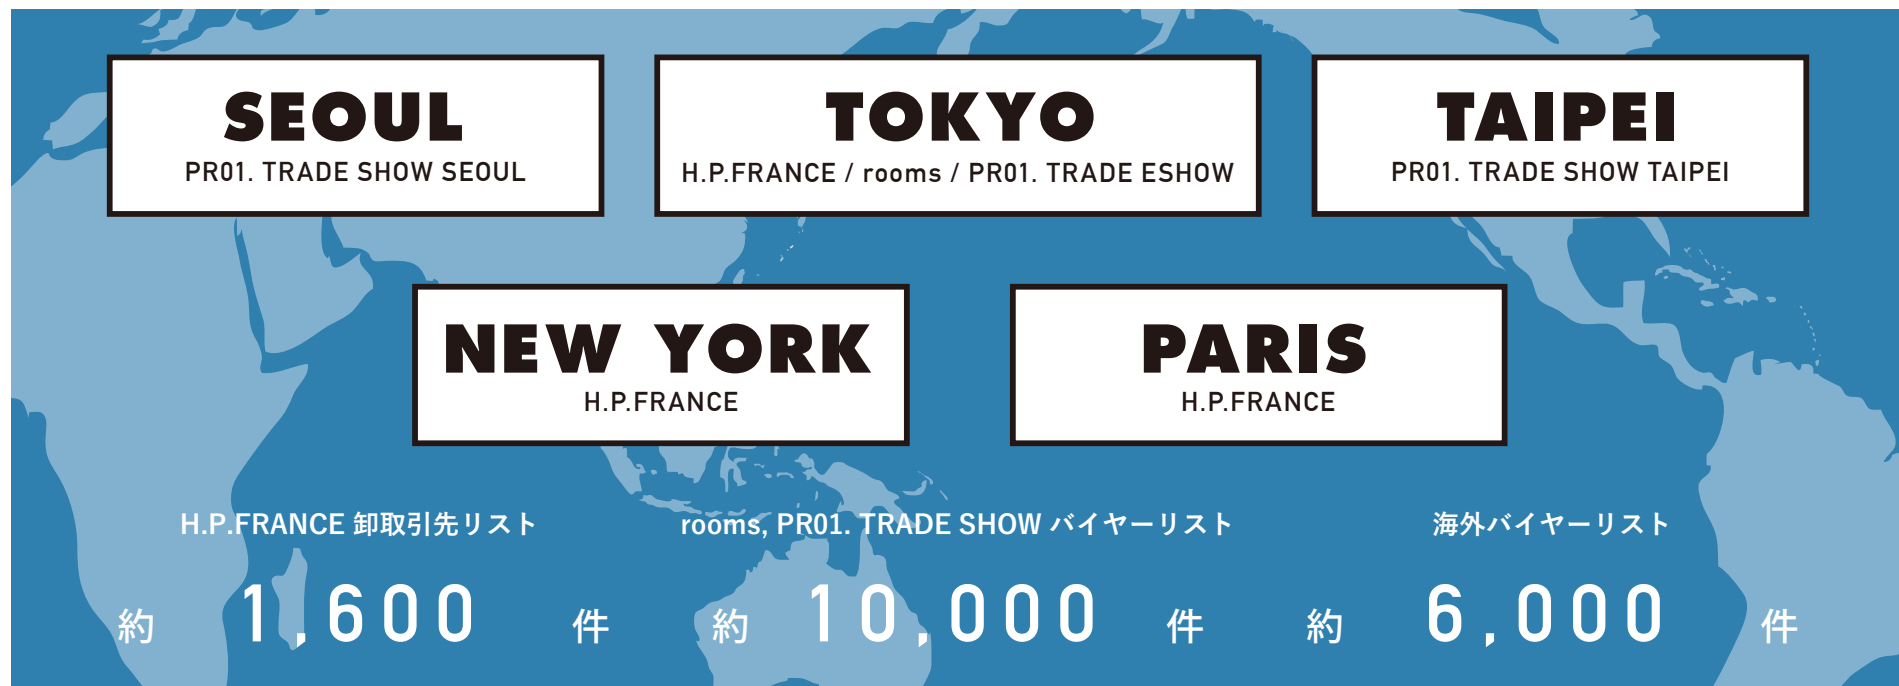 SEOUL
PR01. TRADE SHOW SEOUL
TOKYO
H.P.FRANCE / rooms / PR01. TRADE ESHOW
TAIPEI
PR01. TRADE SHOW TAIPEI
NEW YORK
H.P.FRANCE
PARIS
H.P.FRANCE
H.P.FRANCE 卸取引先リスト
約 1,600 件
rooms, PR01. TRADE SHOW バイヤーリスト
約 10,000 件
海外バイヤーリスト
約 6,000 件